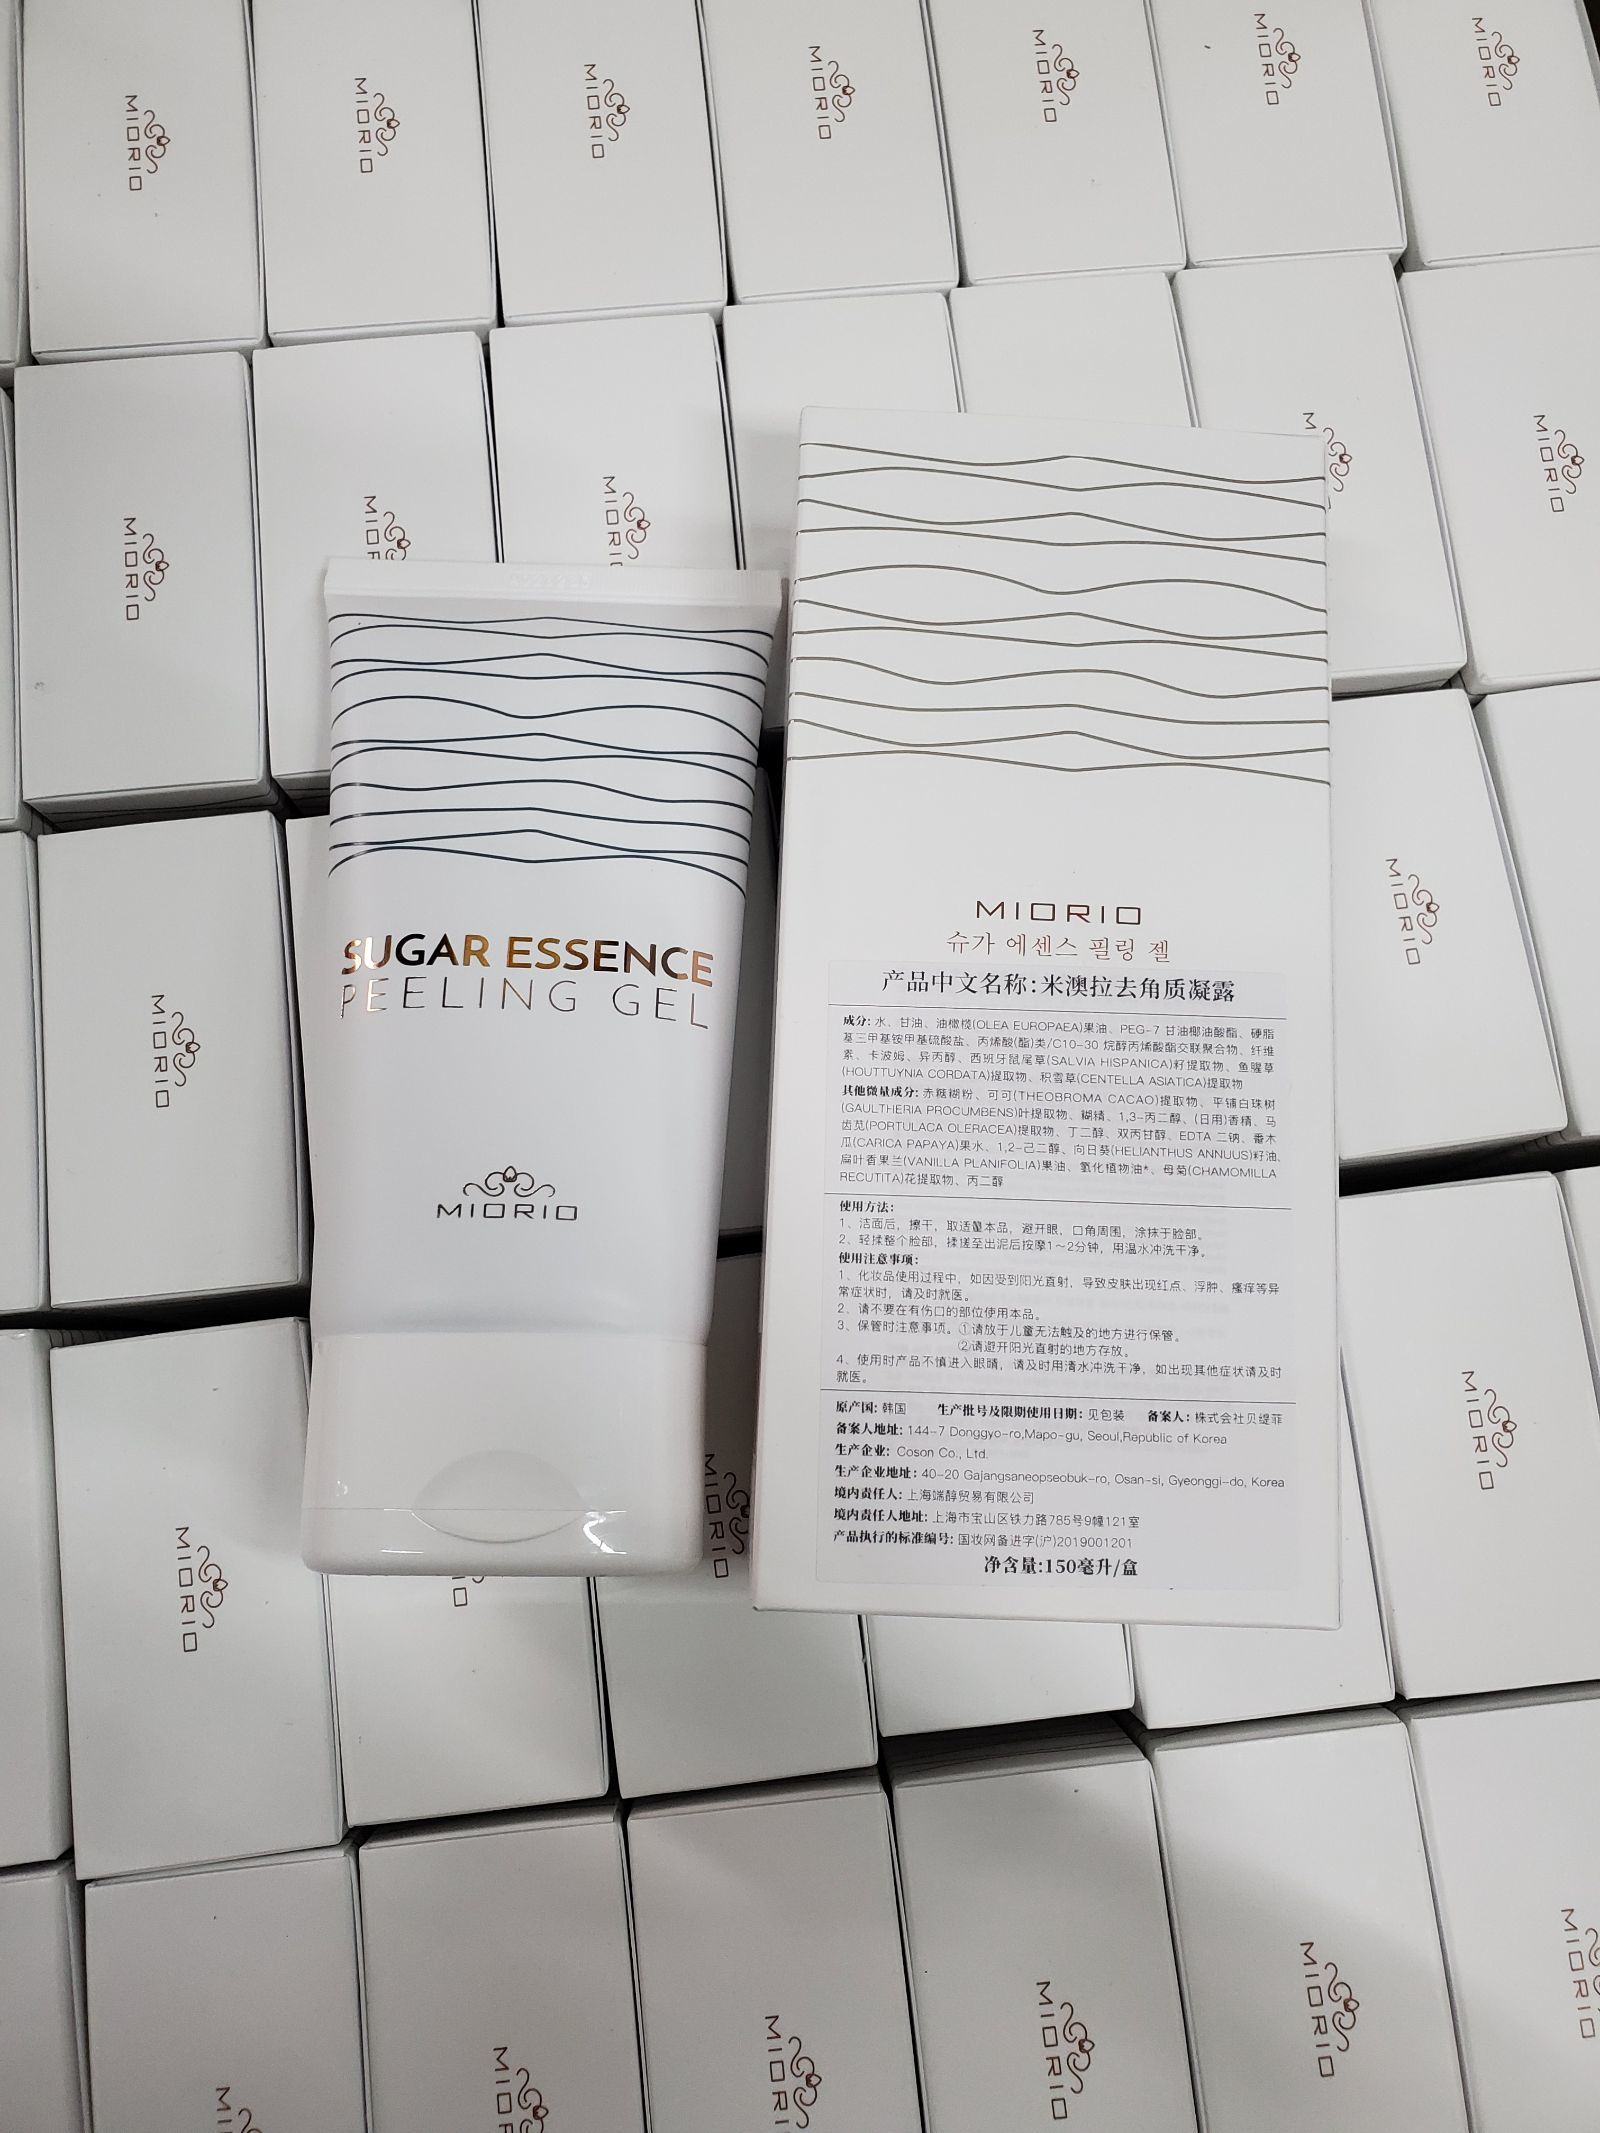 SUGAR ESSENCE
PEELING GEL
MIORIO
MIORIO
슈가 에센스 필링 젤
产品中文名称:米澳拉去角质凝露
成分: 水、甘油、油橄榄(OLEA EUROPAEA)果油、PEG-7 甘油椰油酸酯、硬脂
基三甲基铵甲基硫酸盐、丙烯酸(酯)类/C10-30 烷醇丙烯酸酯交联聚合物、纤维
素、卡波姆、异丙醇、西班牙鼠尾草(SALVIA HISPANICA)籽提取物、鱼腥草
(HOUTTUYNIA CORDATA)提取物、积雪草(CENTELLA ASIATICA)提取物
其他微量成分: 赤糖糊粉、可可(THEOBROMA CACAO)提取物、平铺白珠树
(GAULTHERIA PROCUMBENS)叶提取物、糊精、1,3-丙二醇、(日用)香精、马
齿苋(PORTULACA OLERACEA)提取物、丁二醇、双丙甘醇、EDTA 二钠、番木
瓜(CARICA PAPAYA)果水、1,2-己二醇、向日葵(HELIANTHUS ANNUUS)籽油、
扁叶香果兰(VANILLA PLANIFOLIA)果油、氢化植物油*、母菊(CHAMOMILLA
RECUTITA)花提取物、丙二醇
使用方法:
1、洁面后，擦干，取适量本品，避开眼，口角周围，涂抹于脸部。
2、轻揉整个脸部，揉搓至出泥后按摩1～2分钟，用温水冲洗干净。
使用注意事项:
1、化妆品使用过程中，如因受到阳光直射，导致皮肤出现红点、浮肿、瘙痒等异
常症状时，请及时就医。
2、请不要在有伤口的部位使用本品。
3、保管时注意事项。①请放于儿童无法触及的地方进行保管。
②请避开阳光直射的地方存放。
4、使用时产品不慎进入眼睛，请及时用清水冲洗干净，如出现其他症状请及时
就医。
原产国: 韩国 生产批号及限期使用日期: 见包装 备案人: 株式会社贝缇菲
备案人地址: 144-7 Donggyo-ro,Mapo-gu, Seoul,Republic of Korea
生产企业: Coson Co., Ltd.
生产企业地址: 40-20 Gajangsaneopseobuk-ro, Osan-si, Gyeonggi-do, Korea
境内责任人: 上海端醇贸易有限公司
境内责任人地址: 上海市宝山区铁力路785号9幢121室
产品执行的标准编号: 国妆网备进字(沪)2019001201
净含量:150毫升/盒